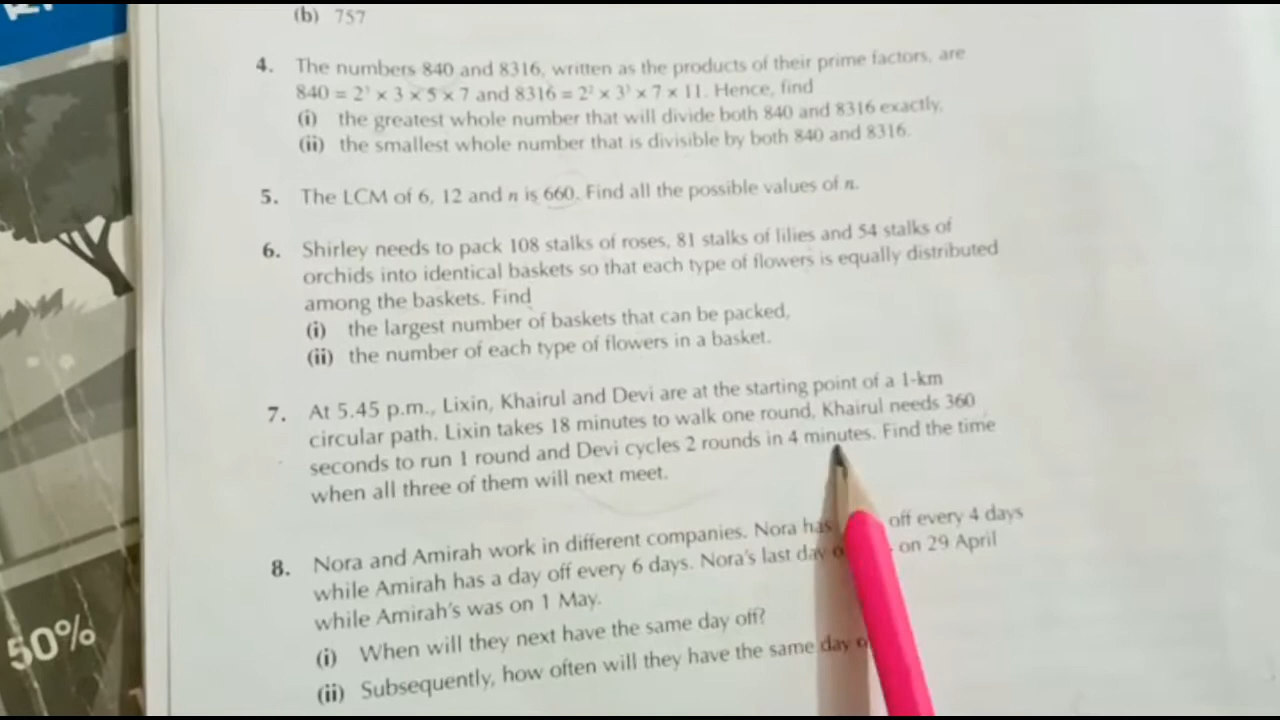 (b) 757
4. The numbers 840 and 8316, written as the products of their prime factors, are
840 = 2³ × 3 × 5 × 7 and 8316 = 2² × 3³ × 7 × 11. Hence, find
(i) the greatest whole number that will divide both 840 and 8316 exactly,
(ii) the smallest whole number that is divisible by both 840 and 8316.
5. The LCM of 6, 12 and n is 660. Find all the possible values of n.
6. Shirley needs to pack 108 stalks of roses, 81 stalks of lilies and 54 stalks of
orchids into identical baskets so that each type of flowers is equally distributed
among the baskets. Find
(i) the largest number of baskets that can be packed,
(ii) the number of each type of flowers in a basket.
7. At 5.45 p.m., Lixin, Khairul and Devi are at the starting point of a 1-km
circular path. Lixin takes 18 minutes to walk one round, Khairul needs 360
seconds to run 1 round and Devi cycles 2 rounds in 4 minutes. Find the time
when all three of them will next meet.
8. Nora and Amirah work in different companies. Nora has off every 4 days
while Amirah has a day off every 6 days. Nora's last day on 29 April
while Amirah's was on 1 May.
(i) When will they next have the same day off?
(ii) Subsequently, how often will they have the same day
50%